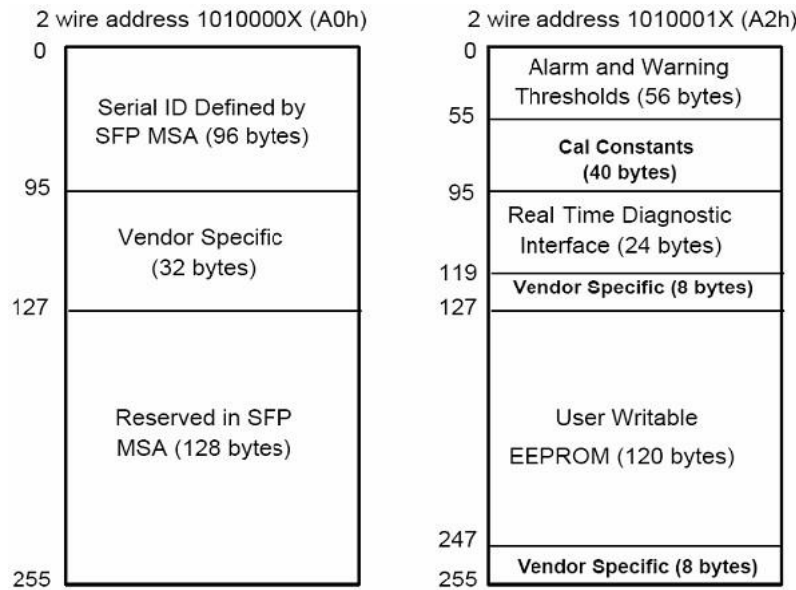 2 wire address 1010000X (A0h)
0
Serial ID Defined by
SFP MSA (96 bytes)
95
Vendor Specific
(32 bytes)
127
Reserved in SFP
MSA (128 bytes)
255
2 wire address 1010001X (A2h)
0
Alarm and Warning
Thresholds (56 bytes)
55
Cal Constants
(40 bytes)
95
Real Time Diagnostic
Interface (24 bytes)
119
Vendor Specific (8 bytes)
127
User Writable
EEPROM (120 bytes)
247
Vendor Specific (8 bytes)
255